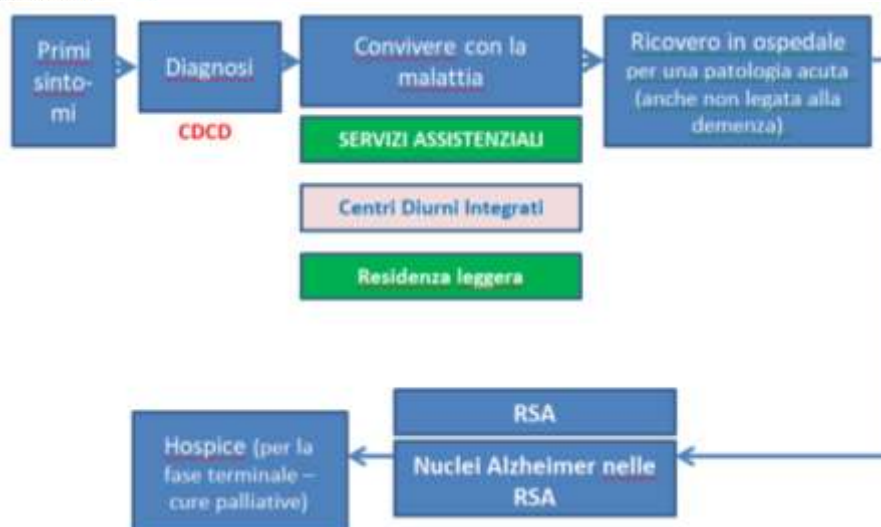 Primi
sinto-
mi
Diagnosi
CDCD
Convivere con la
malattia
SERVIZI ASSISTENZIALI
Centri Diurni Integrati
Residenza leggera
Ricovero in ospedale
per una patologia acuta
(anche non legata alla
demenza)
RSA
Nuclei Alzheimer nelle
RSA
Hospice (per la
fase terminale –
cure palliative)